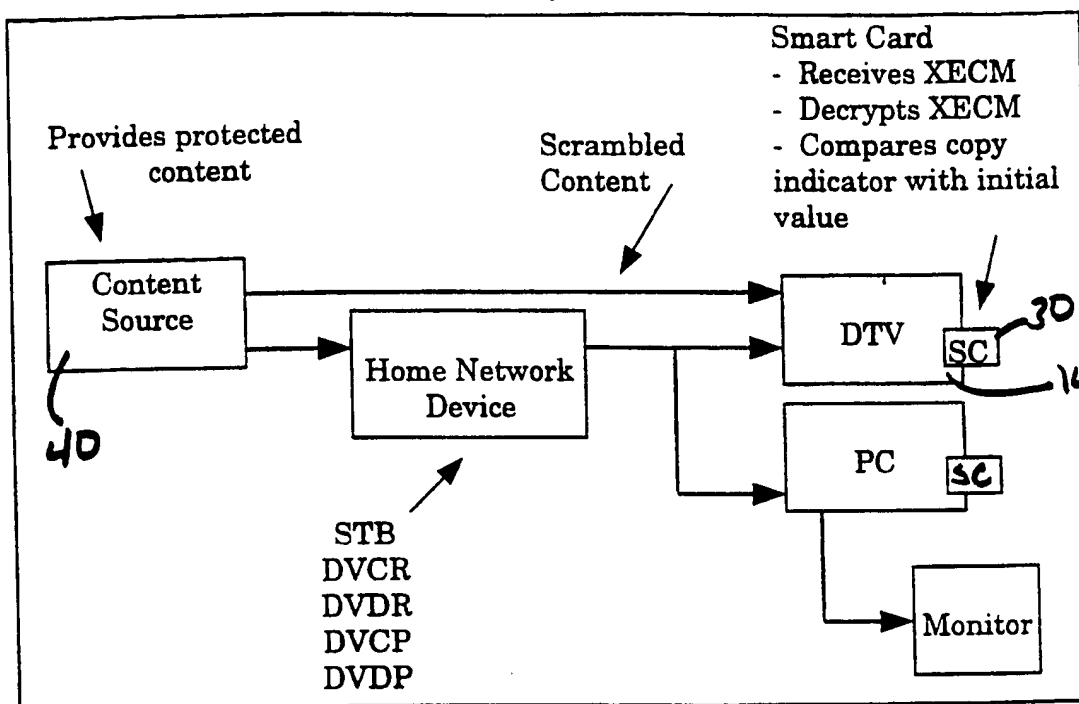 Smart Card
- Receives XECM
- Decrypts XECM
- Compares copy
indicator with initial
value
Provides protected
content
Scrambled
Content
Content
Source
40
Home Network
Device
DTV
SC
30
PC
SC
STB
DVCR
DVDR
DVCP
DVDP
Monitor